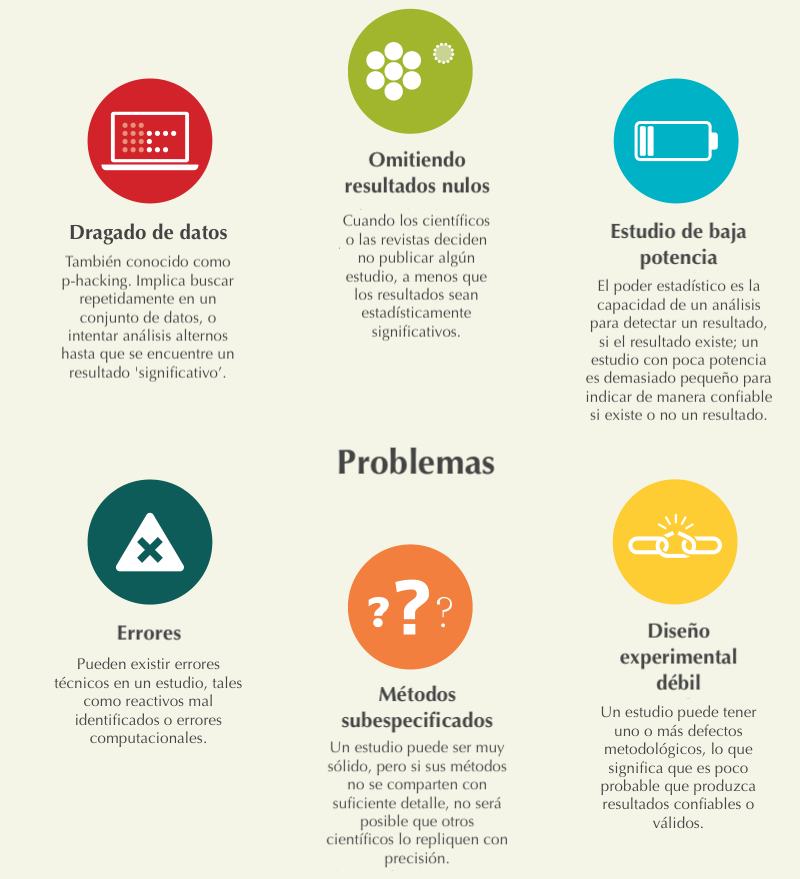 Omitiendo
resultados nulos
Cuando los científicos
o las revistas deciden
no publicar algún
estudio, a menos que
los resultados sean
estadísticamente
significativos.
Dragado de datos
También conocido como
p-hacking. Implica buscar
repetidamente en un
conjunto de datos, o
intentar análisis alternos
hasta que se encuentre un
resultado 'significativo’.
Estudio de baja
potencia
El poder estadístico es la
capacidad de un análisis
para detectar un resultado,
si el resultado existe; un
estudio con poca potencia
es demasiado pequeño para
indicar de manera confiable
si existe o no un resultado.
Problemas
Errores
Pueden existir errores
técnicos en un estudio, tales
como reactivos mal
identificados o errores
computacionales.
? ? ?
Métodos
subespecificados
Un estudio puede ser muy
sólido, pero si sus métodos
no se comparten con
suficiente detalle, no será
posible que otros
científicos lo repliquen con
precisión.
Diseño
experimental
débil
Un estudio puede tener
uno o más defectos
metodológicos, lo que
significa que es poco
probable que produzca
resultados confiables o
válidos.